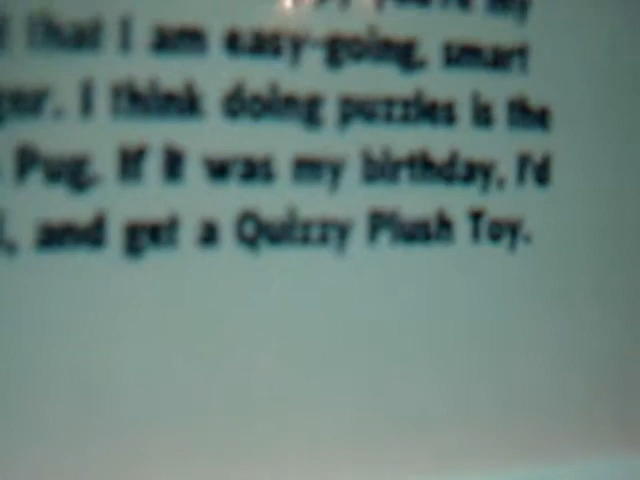 that I am easy-going, smart
. I think doing puzzles is the
Pug. If it was my birthday, I'd
, and get a Quizzy Plush Toy.